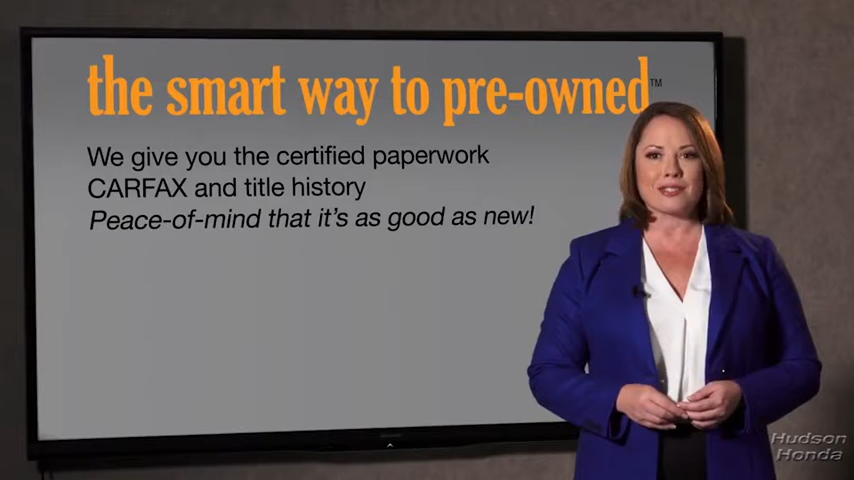 the smart way to pre-owned™
We give you the certified paperwork
CARFAX and title history
Peace-of-mind that it's as good as new!
Hudson
Honda